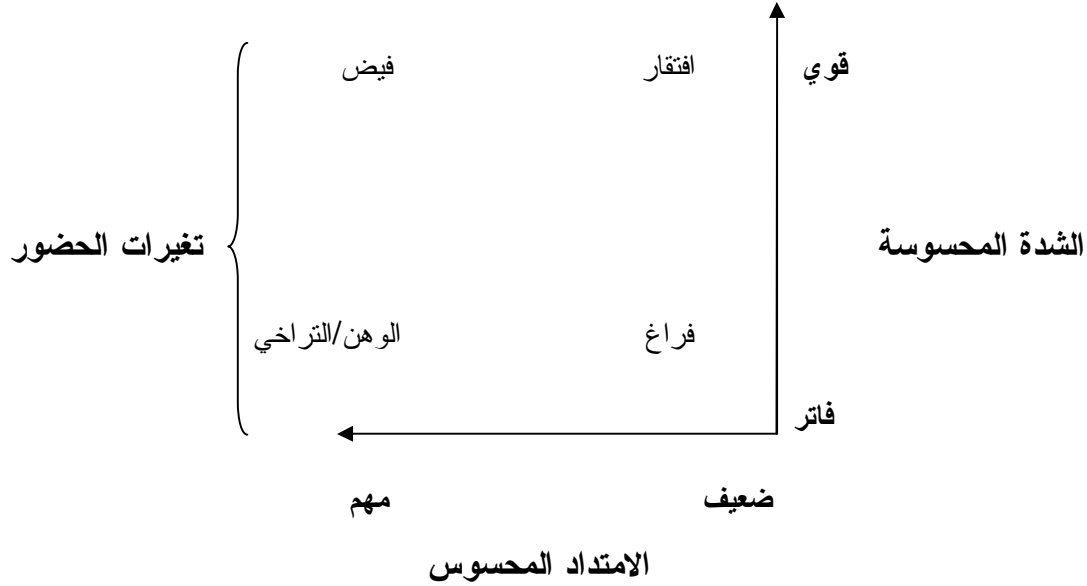 قوي
افتقار
فيض
الشدة المحسوسة
تغيرات الحضور
فراغ
الوهن/التراخي
فاتر
ضعيف
مهم
الامتداد المحسوس